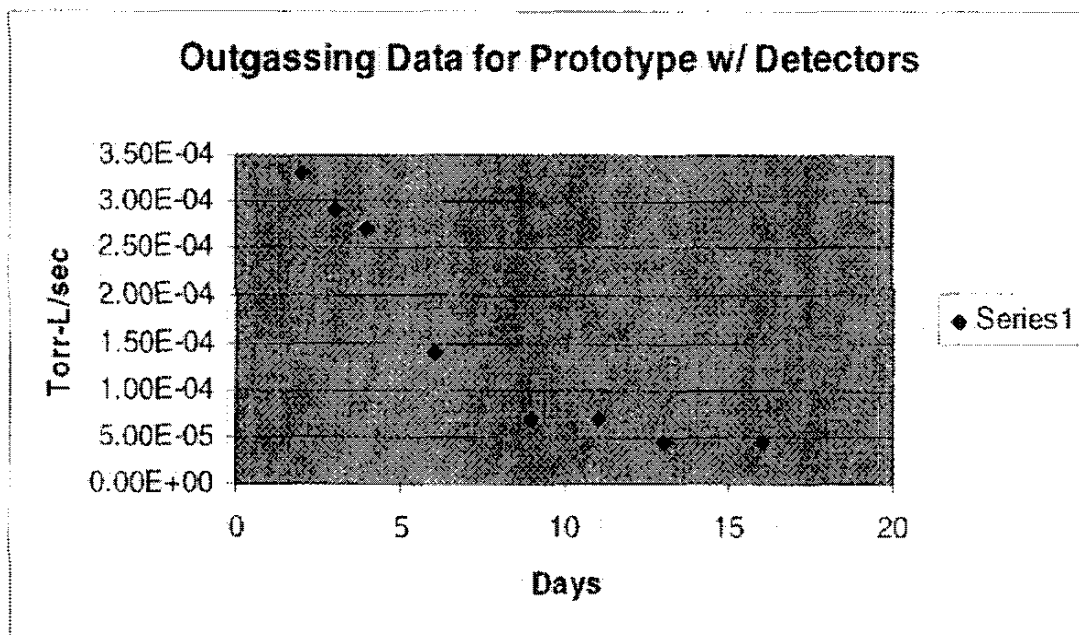 Outgassing Data for Prototype w/ Detectors
Torr-L/sec
3.50E-04
3.00E-04
2.50E-04
2.00E-04
1.50E-04
1.00E-04
5.00E-05
0.00E+00
0 5 10 15 20
Days
Series1